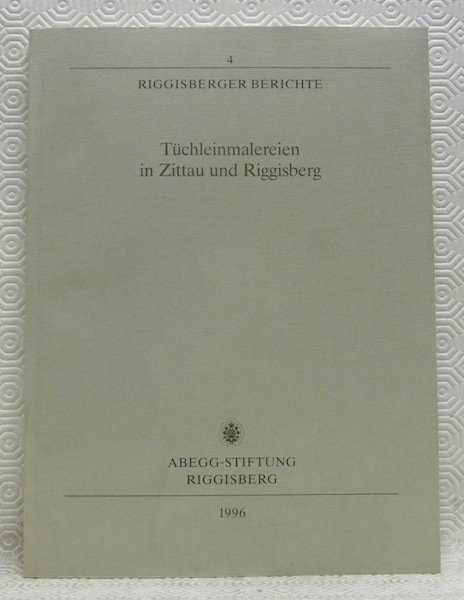 4
RIGGISBERGER BERICHTE
Tüchleinmalereien
in Zittau und Riggisberg
ABEGG-STIFTUNG
RIGGISBERG
1996